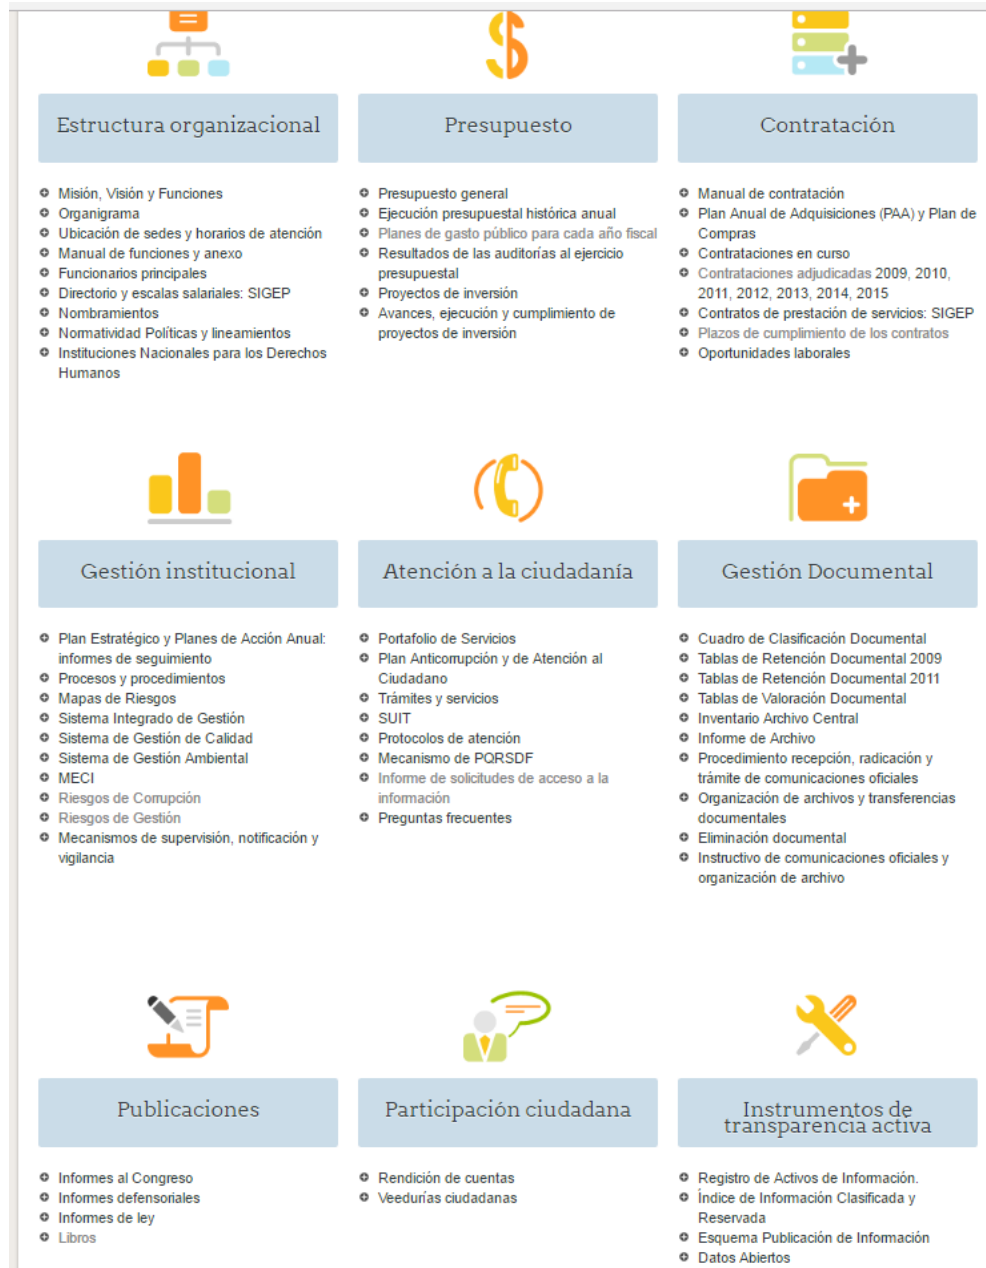 Estructura organizacional
Misión, Visión y Funciones
Organigrama
Ubicación de sedes y horarios de atención
Manual de funciones y anexo
Funcionarios principales
Directorio y escalas salariales: SIGEP
Nombramientos
Normatividad Políticas y lineamientos
Instituciones Nacionales para los Derechos
Humanos
Presupuesto
Presupuesto general
Ejecución presupuestal histórica anual
Planes de gasto público para cada año fiscal
Resultados de las auditorías al ejercicio
presupuestal
Proyectos de inversión
Avances, ejecución y cumplimiento de
proyectos de inversión
Contratación
Manual de contratación
Plan Anual de Adquisiciones (PAA) y Plan de
Compras
Contrataciones en curso
Contrataciones adjudicadas 2009, 2010,
2011, 2012, 2013, 2014, 2015
Contratos de prestación de servicios: SIGEP
Plazos de cumplimiento de los contratos
Oportunidades laborales
Gestión institucional
Plan Estratégico y Planes de Acción Anual:
informes de seguimiento
Procesos y procedimientos
Mapas de Riesgos
Sistema Integrado de Gestión
Sistema de Gestión de Calidad
Sistema de Gestión Ambiental
MECI
Riesgos de Corrupción
Riesgos de Gestión
Mecanismos de supervisión, notificación y
vigilancia
Atención a la ciudadanía
Portafolio de Servicios
Plan Anticorrupción y de Atención al
Ciudadano
Trámites y servicios
SUIT
Protocolos de atención
Mecanismo de PQRSDF
Informe de solicitudes de acceso a la
información
Preguntas frecuentes
Gestión Documental
Cuadro de Clasificación Documental
Tablas de Retención Documental 2009
Tablas de Retención Documental 2011
Tablas de Valoración Documental
Inventario Archivo Central
Informe de Archivo
Procedimiento recepción, radicación y
trámite de comunicaciones oficiales
Organización de archivos y transferencias
documentales
Eliminación documental
Instructivo de comunicaciones oficiales y
organización de archivo
Publicaciones
Informes al Congreso
Informes defensoriales
Informes de ley
Libros
Participación ciudadana
Rendición de cuentas
Veedurías ciudadanas
Instrumentos de
transparencia activa
Registro de Activos de Información.
Índice de Información Clasificada y
Reservada
Esquema Publicación de Información
Datos Abiertos